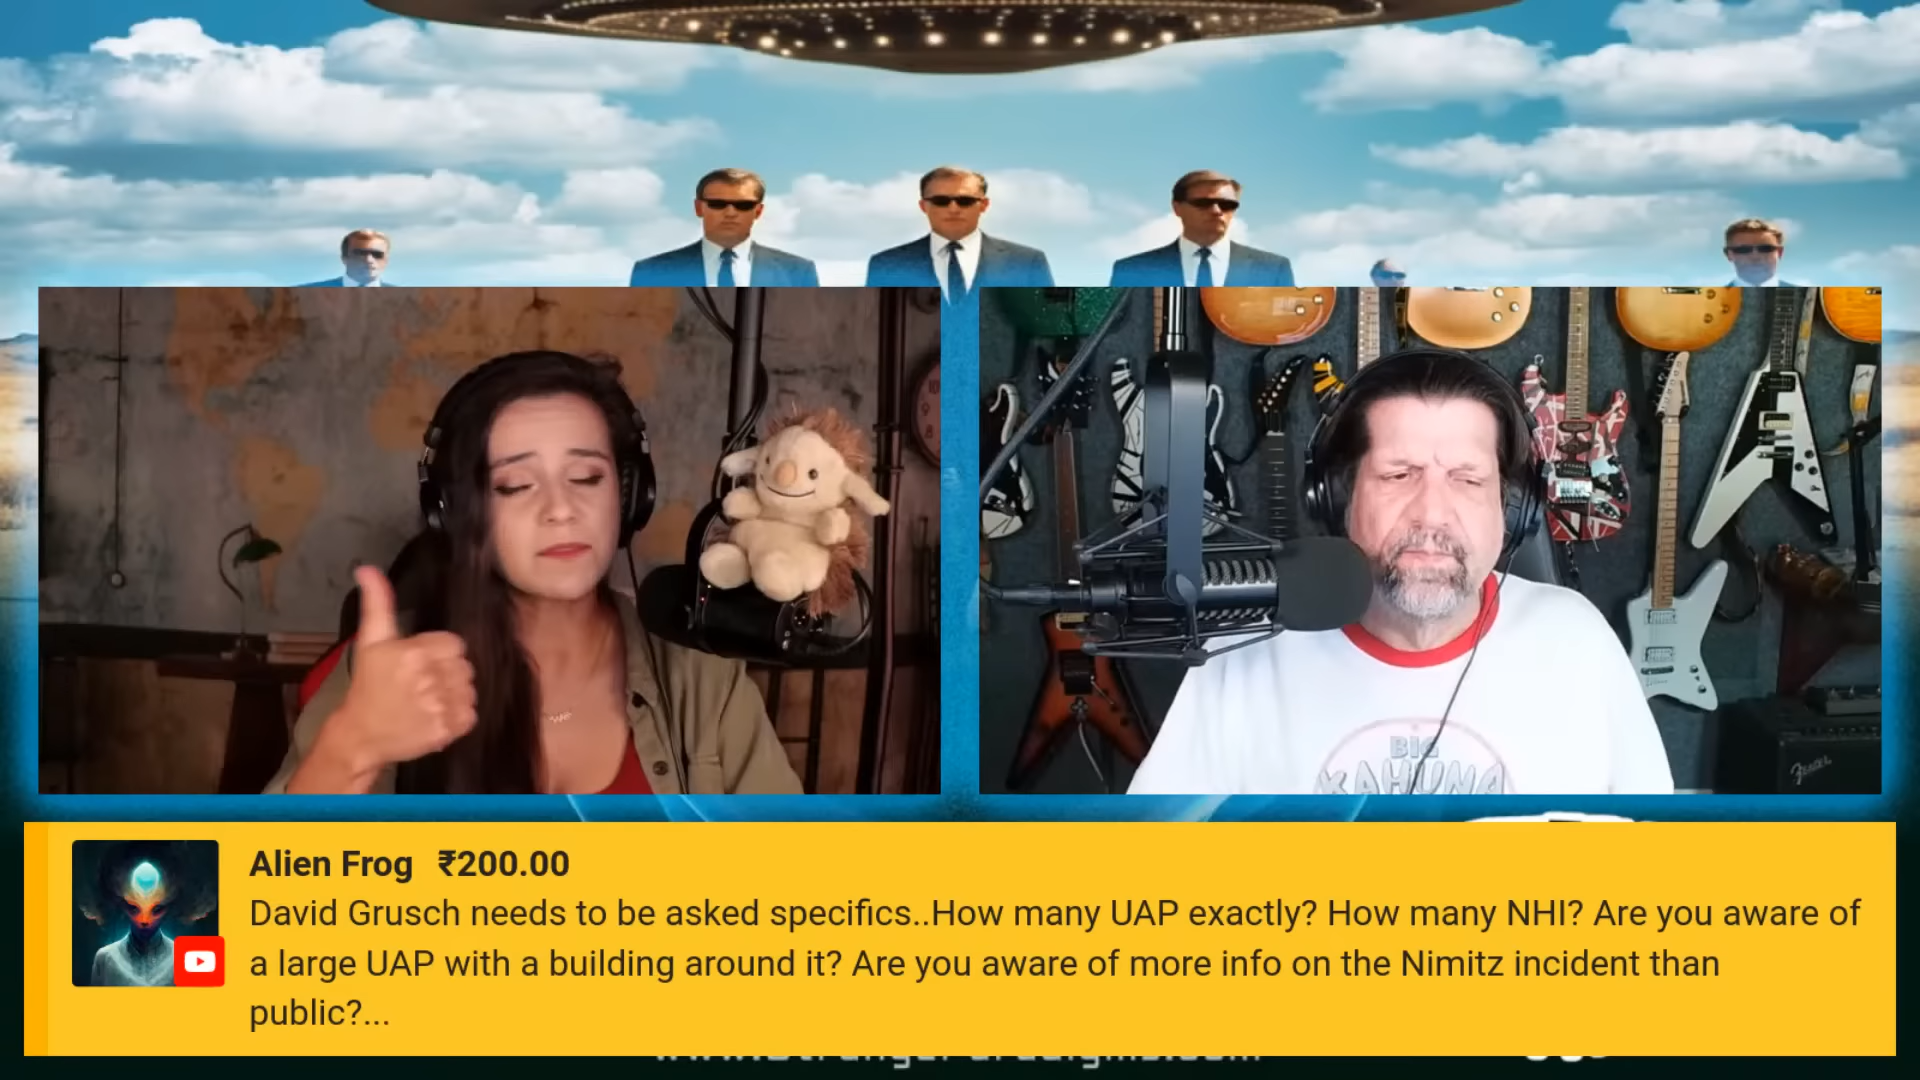 BIG
KAHUNA
Fender
Alien Frog ₹200.00
David Grusch needs to be asked specifics..How many UAP exactly? How many NHI? Are you aware of
a large UAP with a building around it? Are you aware of more info on the Nimitz incident than
public?...